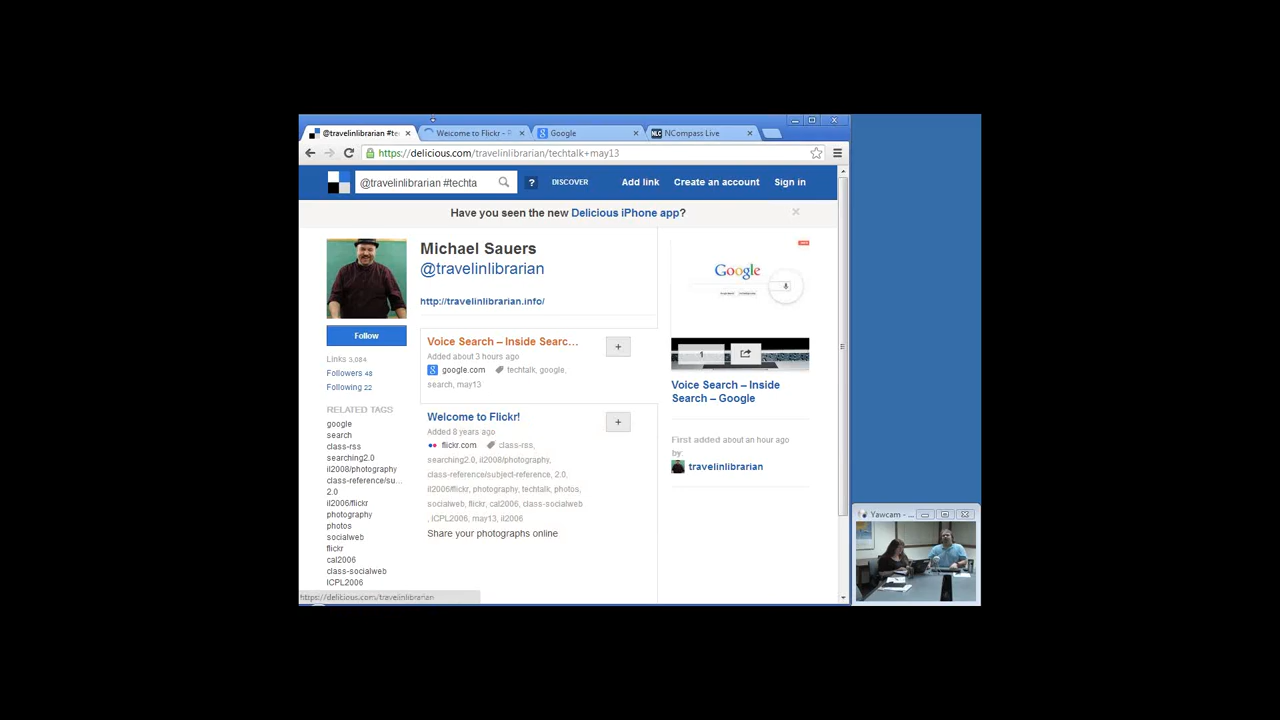 @travelinlibrarian #te
Welcome to Flickr - 
Google
NLC NCompass Live
https://delicious.com/travelinlibrarian/techtalk+may13
@travelinlibrarian #techta
?
DISCOVER
Add link
Create an account
Sign in
Have you seen the new Delicious iPhone app?
Michael Sauers
@travelinlibrarian
http://travelinlibrarian.info/
Follow
Links 3,084
Followers 48
Following 22
RELATED TAGS
google
search
class-rss
searching2.0
il2008/photography
class-reference/su...
2.0
il2006/flickr
photography
photos
socialweb
flickr
cal2006
class-socialweb
ICPL2006
Voice Search – Inside Searc...
+
Added about 3 hours ago
google.com techtalk, google,
search, may13
Welcome to Flickr!
+
Added 8 years ago
flickr.com class-rss,
searching2.0, il2008/photography,
class-reference/subject-reference, 2.0,
il2006/flickr, photography, techtalk, photos,
socialweb, flickr, cal2006, class-socialweb
, ICPL2006, may13, il2006
Share your photographs online
Google
1
Voice Search – Inside
Search – Google
First added about an hour ago
by:
travelinlibrarian
https://delicious.com/travelinlibrarian
Yawcam - ...